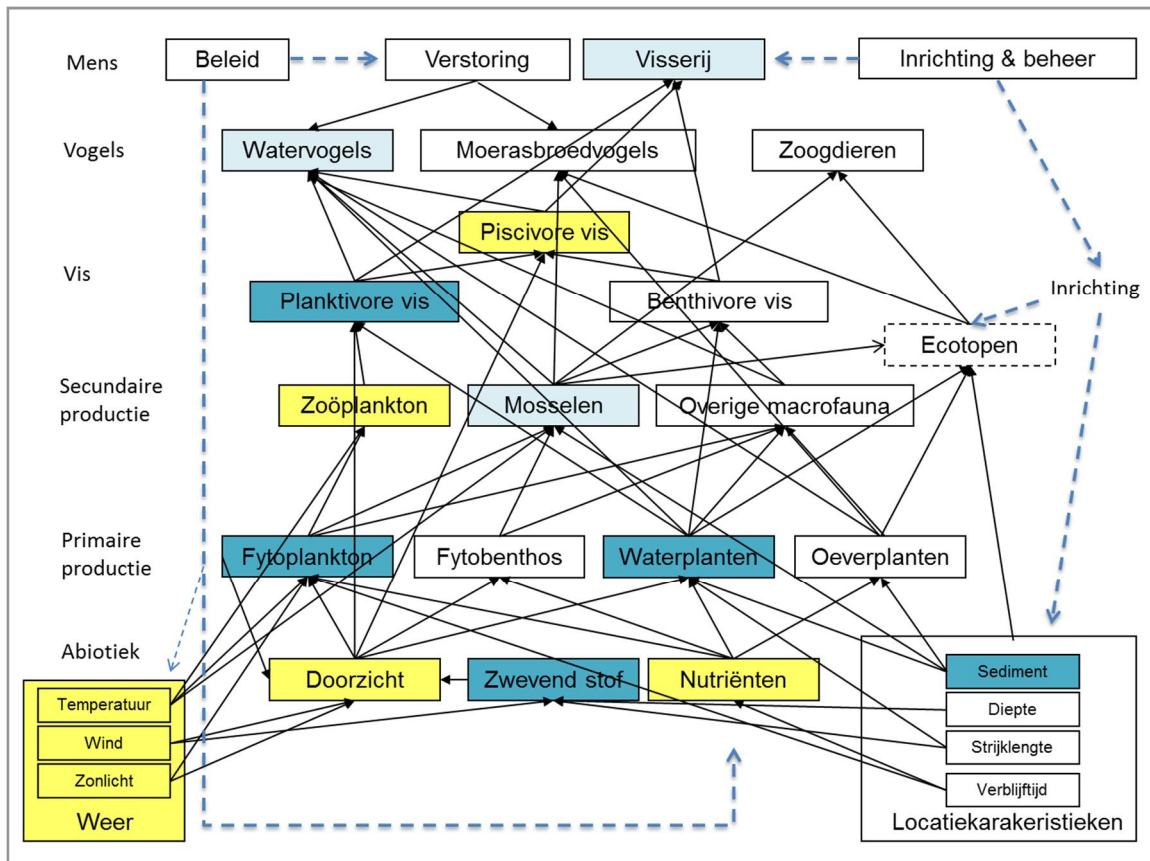 Mens
Beleid
Verstoring
Visserij
Inrichting & beheer
Vogels
Watervogels
Moerasbroedvogels
Zoogdieren
Piscivore vis
Vis
Planktivore vis
Benthivore vis
Inrichting
Ecotopen
Secundaire
productie
Zoöplankton
Mosselen
Overige macrofauna
Primaire
productie
Fytoplankton
Fytobenthos
Waterplanten
Oeverplanten
Abiotiek
Doorzicht
Zwevend stof
Nutriënten
Sediment
Temperatuur
Diepte
Wind
Strijklengte
Zonlicht
Verblijftijd
Weer
Locatiekarakeristieken